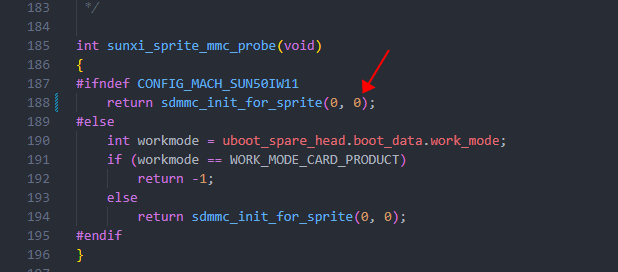 183 */
184
185 int sunxi_sprite_mmc_probe(void)
186 {
187 #ifndef CONFIG_MACH_SUN50IW11
188     return sdmmc_init_for_sprite(0, 0);
189 #else
190     int workmode = uboot_spare_head.boot_data.work_mode;
191     if (workmode == WORK_MODE_CARD_PRODUCT)
192         return -1;
193     else
194         return sdmmc_init_for_sprite(0, 0);
195 #endif
196 }
197